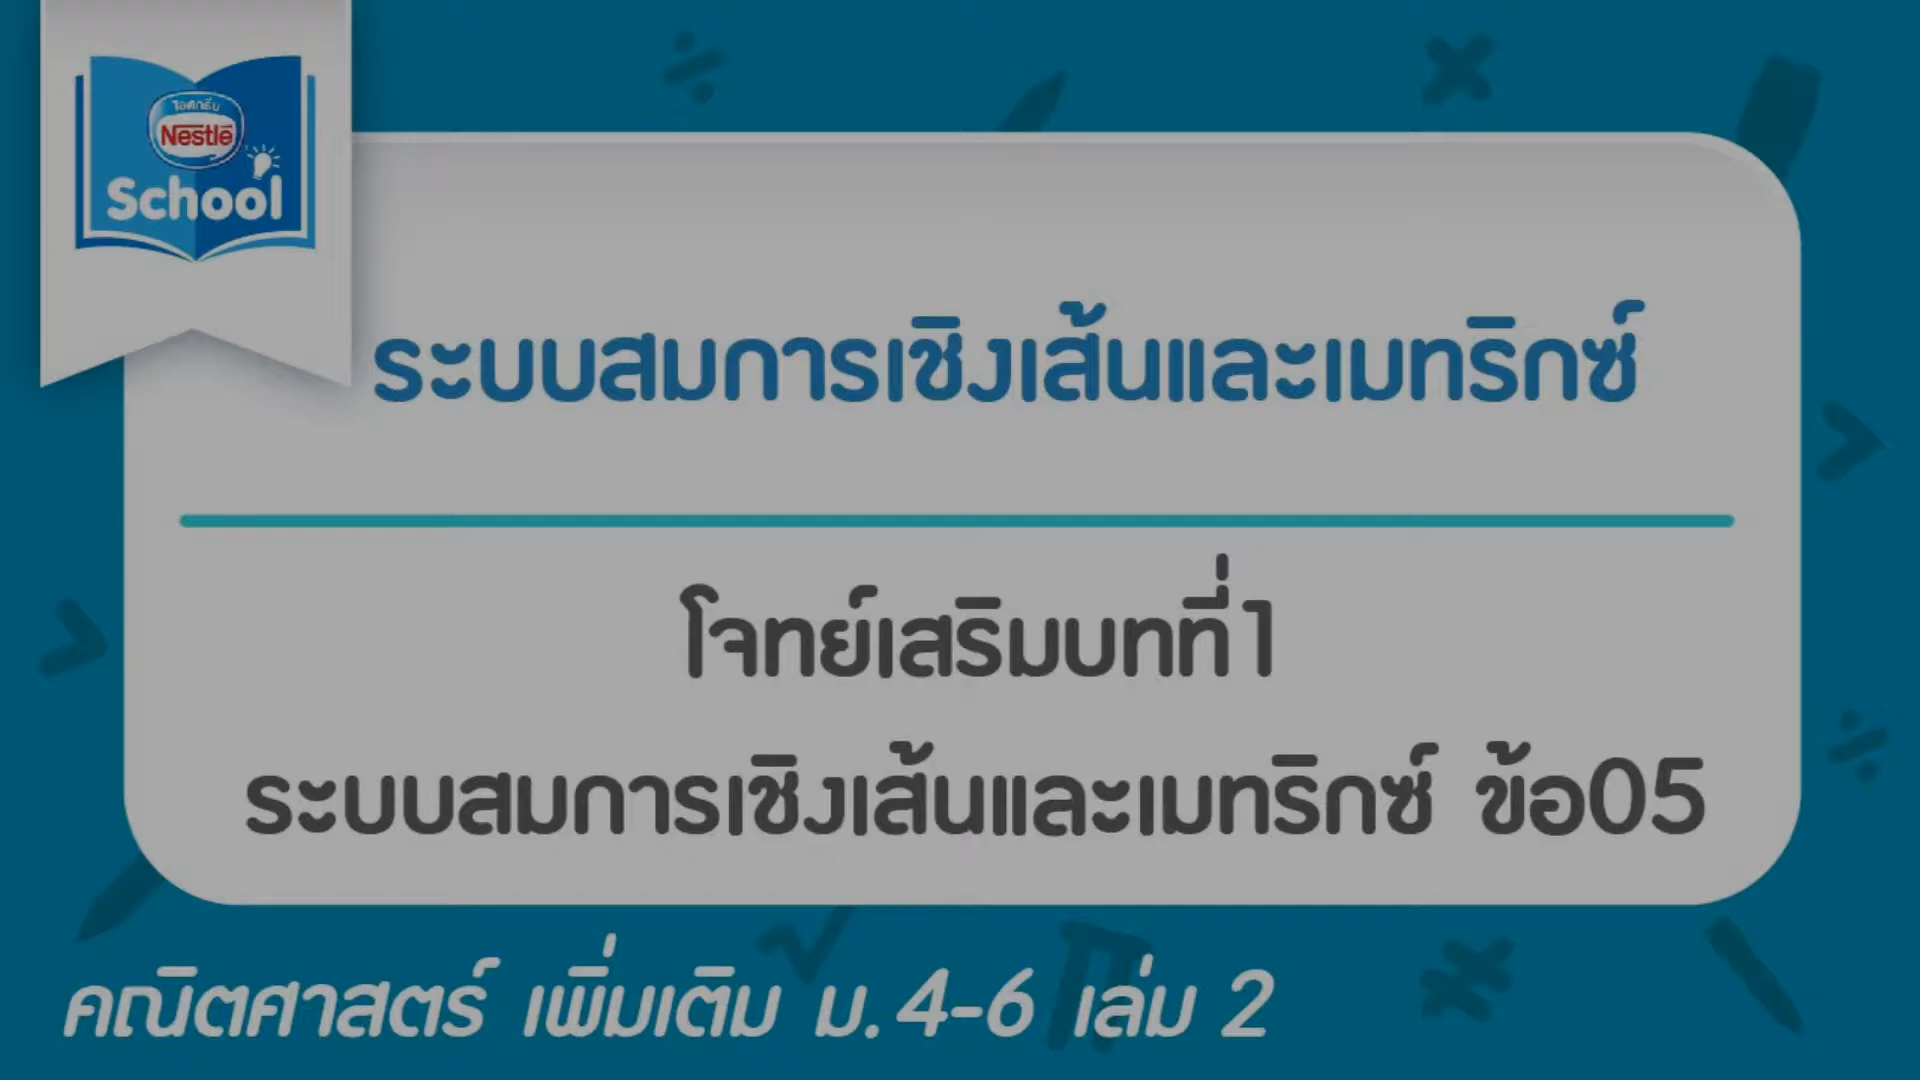 ไอศกรีม
Nestlé
School
ระบบสมการเชิงเส้นและเมทริกซ์
โจทย์เสริมบทที่1
ระบบสมการเชิงเส้นและเมทริกซ์ ข้อ05
คณิตศาสตร์ เพิ่มเติม ม.4-6 เล่ม 2